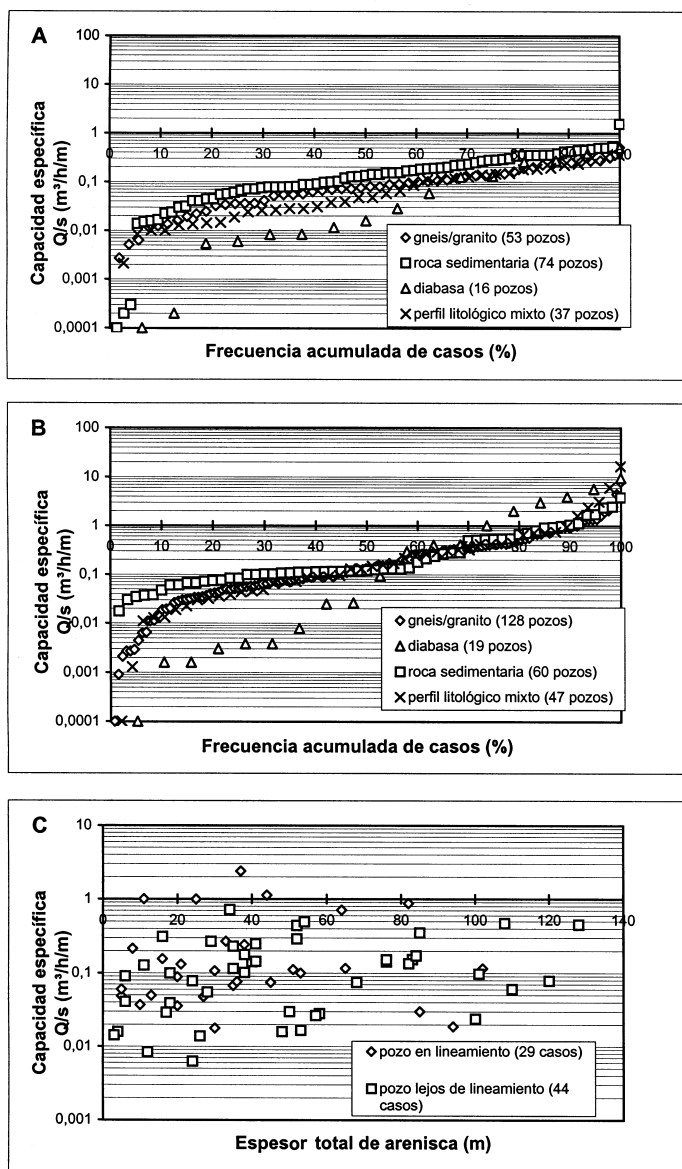 A
Capacidad específica
Q/s (m³/h/m)
100
10
1
0,1
0,01
0,001
0,0001
0 10 20 30 40 50 60 70 80 90
gneis/granito (53 pozos)
roca sedimentaria (74 pozos)
diabasa (16 pozos)
perfil litológico mixto (37 pozos)
Frecuencia acumulada de casos (%)
B
Capacidad específica
Q/s (m³/h/m)
100
10
1
0,1
0,01
0,001
0,0001
0 10 20 30 40 50 60 70 80 90 100
gneis/granito (128 pozos)
diabasa (19 pozos)
roca sedimentaria (60 pozos)
perfil litológico mixto (47 pozos)
Frecuencia acumulada de casos (%)
C
Capacidad específica
Q/s (m³/h/m)
10
1
0,1
0,01
0,001
0 20 40 60 80 100 120 140
pozo en lineamiento (29 casos)
pozo lejos de lineamiento (44
casos)
Espesor total de arenisca (m)